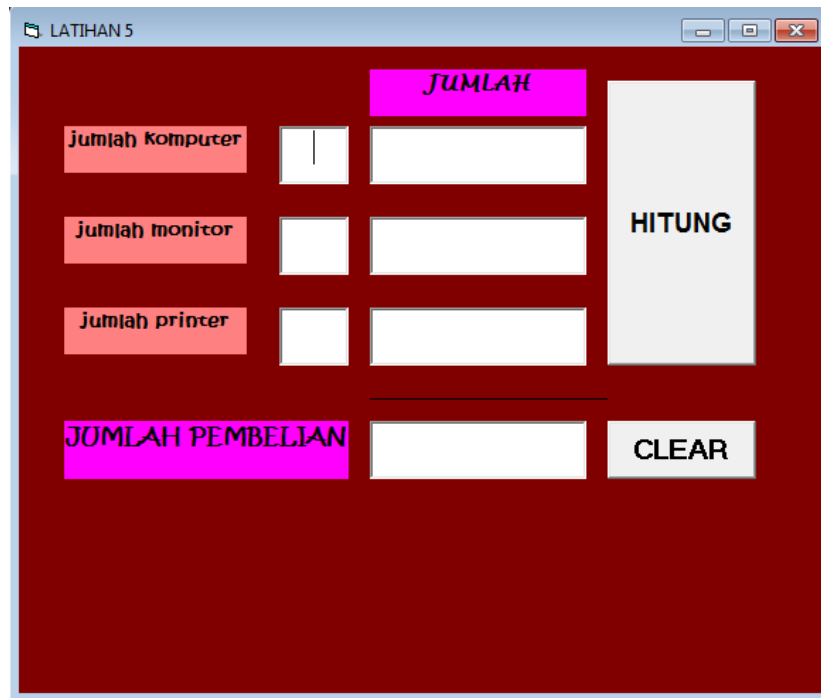 LATIHAN 5
JUMLAH
jumlah komputer
jumlah monitor
HITUNG
jumlah printer
JUMLAH PEMBELIAN
CLEAR